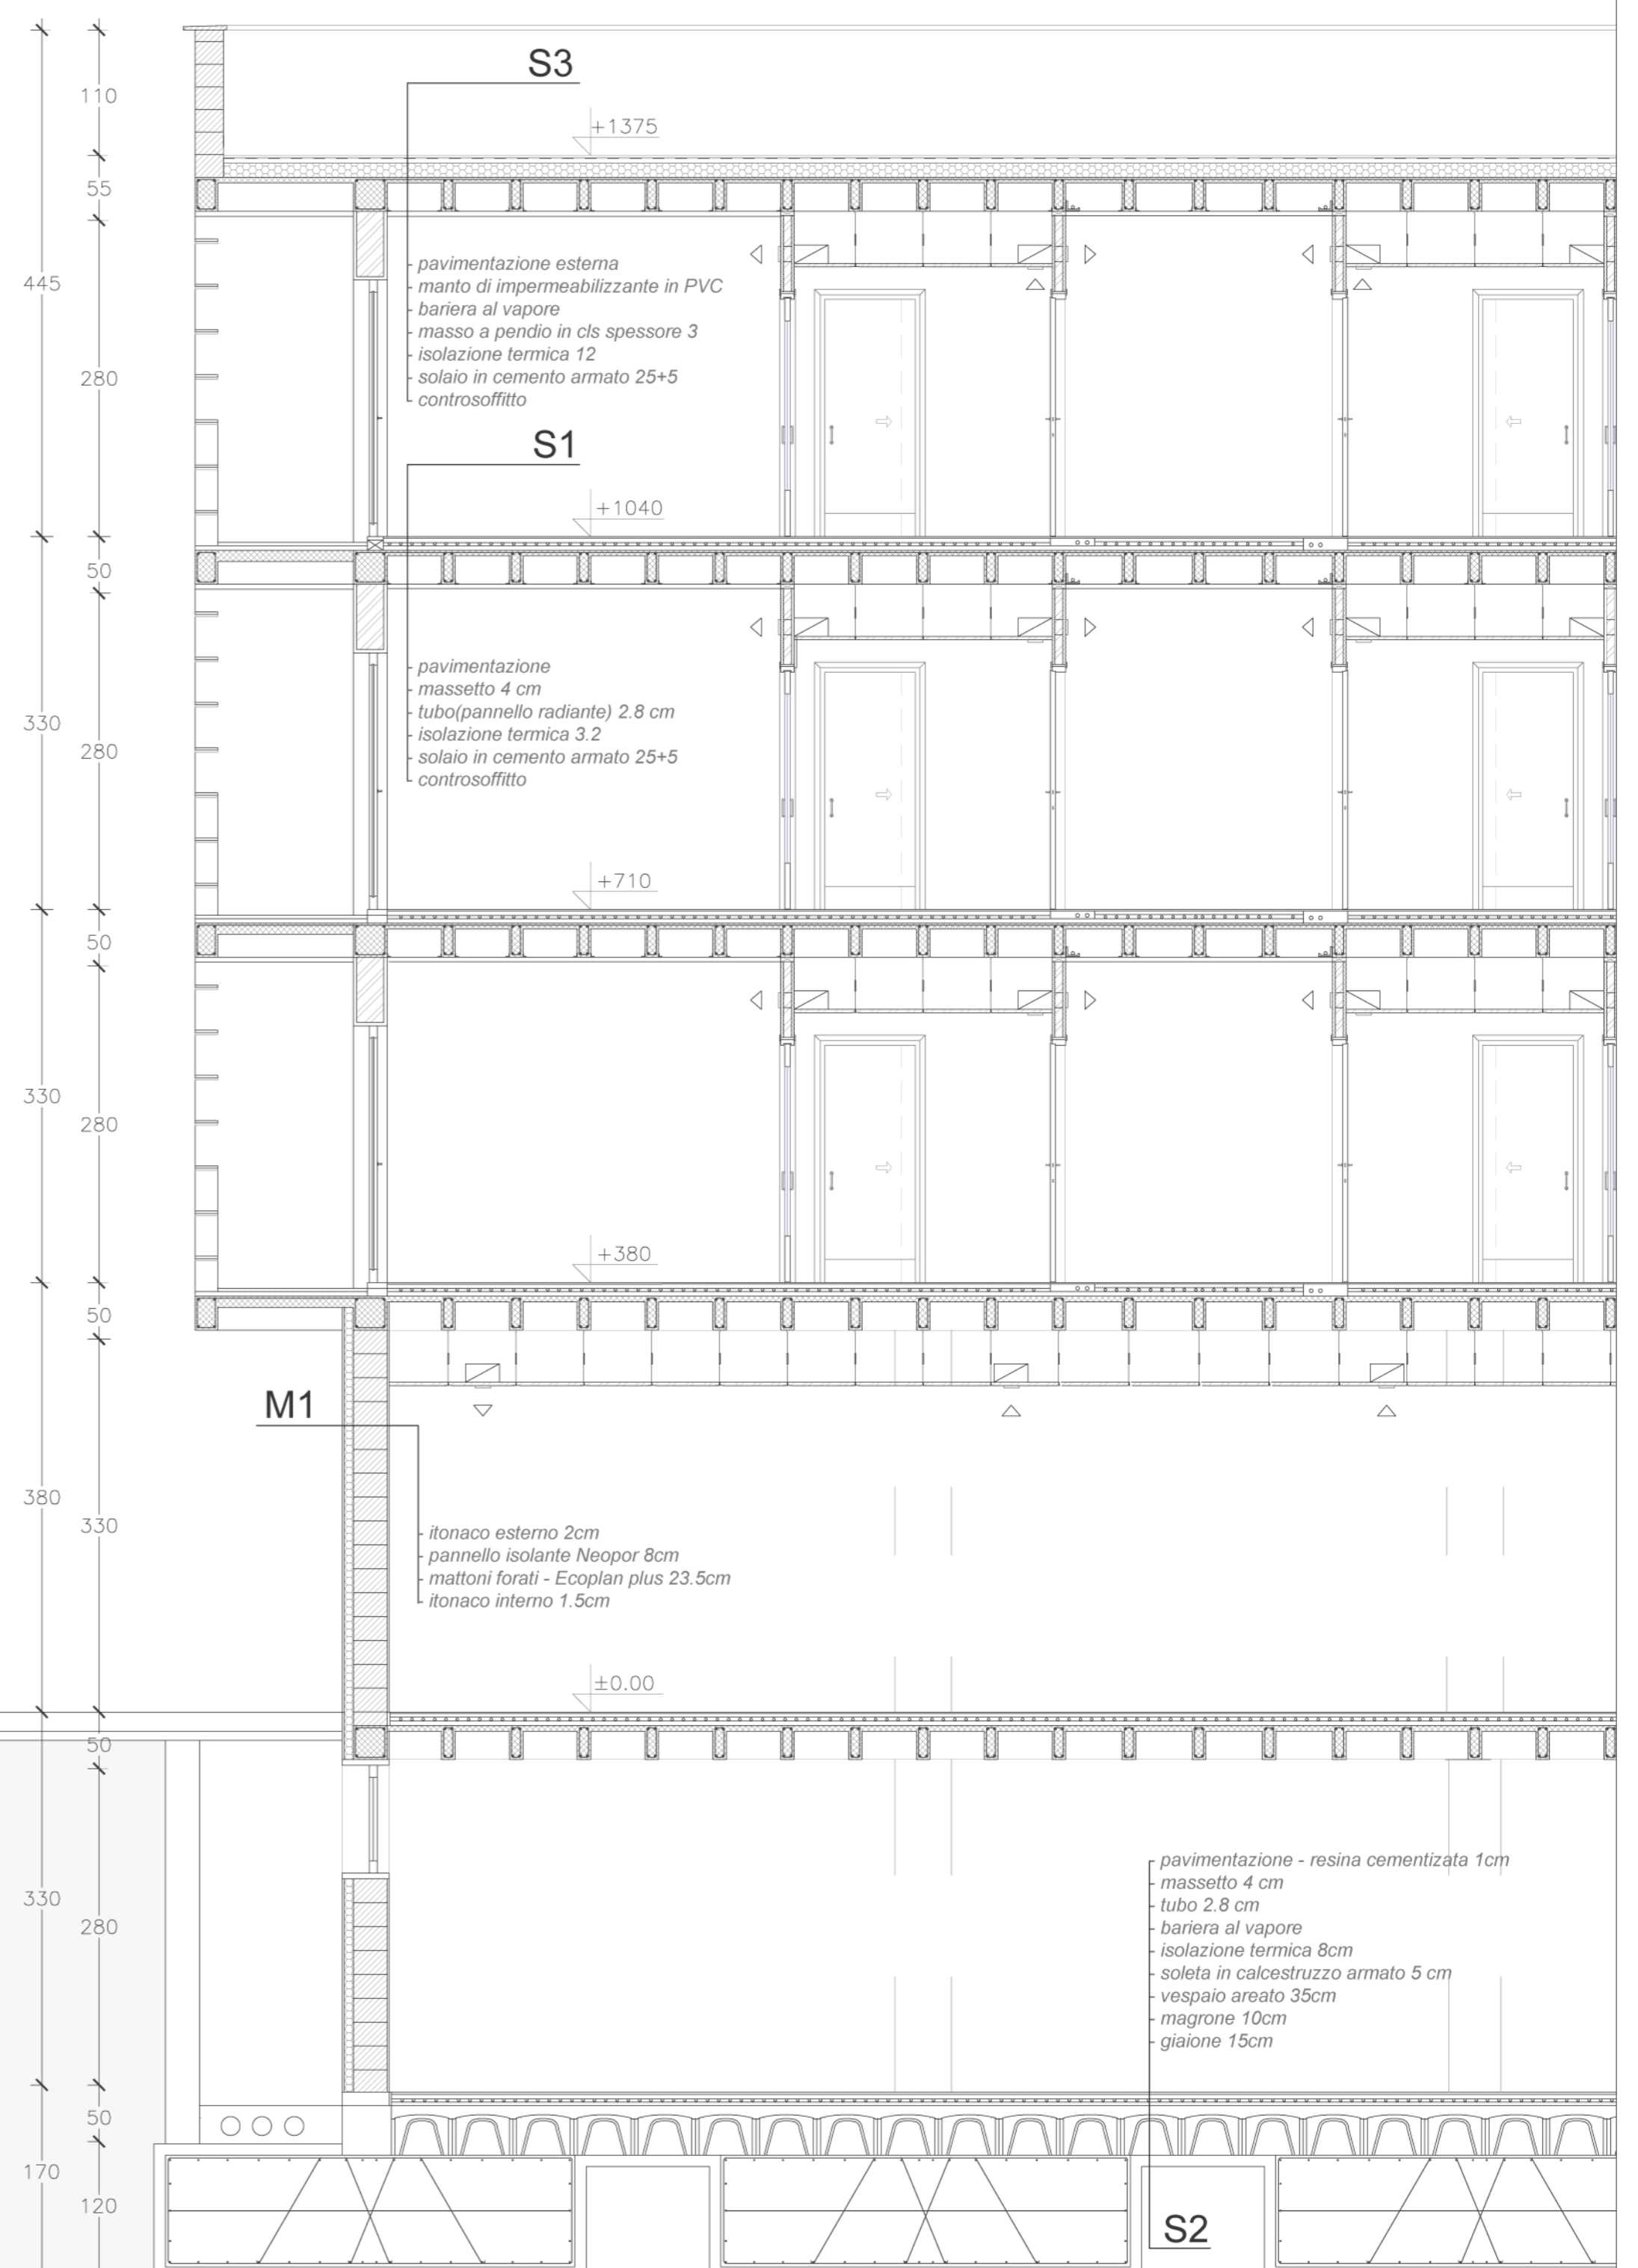 S3
110
+1375
55
445
pavimentazione esterna
manto di impermeabilizzante in PVC
bariera al vapore
masso a pendio in cls spessore 3
isolazione termica 12
solaio in cemento armato 25+5
controsoffitto
280
S1
+1040
50
pavimentazione
massetto 4 cm
tubo(pannello radiante) 2.8 cm
isolazione termica 3.2
solaio in cemento armato 25+5
controsoffitto
330
280
+710
50
330
280
+380
50
M1
380
330
itonaco esterno 2cm
pannello isolante Neopor 8cm
mattoni forati - Ecoplan plus 23.5cm
itonaco interno 1.5cm
±0.00
50
330
280
pavimentazione - resina cementizata 1cm
massetto 4 cm
tubo 2.8 cm
bariera al vapore
isolazione termica 8cm
soleta in calcestruzzo armato 5 cm
vespaio areato 35cm
magrone 10cm
giaione 15cm
50
170
120
S2